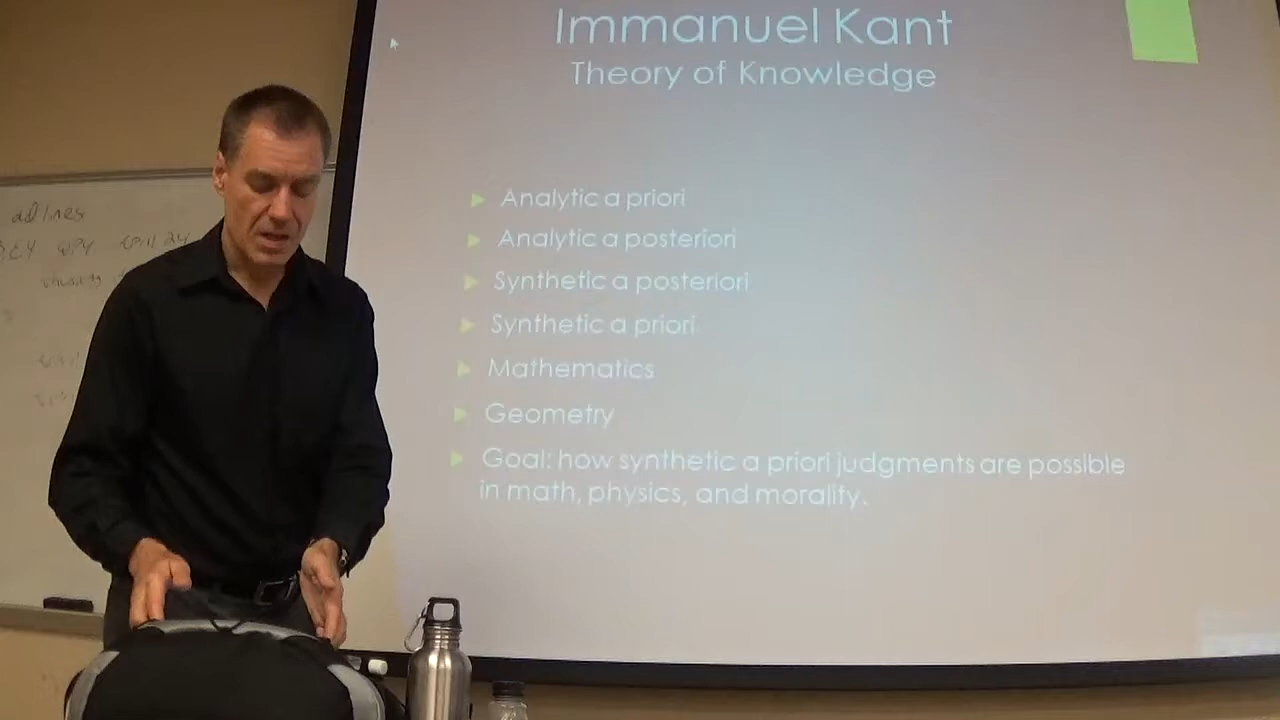 Immanuel Kant
Theory of Knowledge
Analytic a priori
Analytic a posteriori
Synthetic a posteriori
Synthetic a priori
Mathematics
Geometry
Goal: how synthetic a priori judgments are possible
in math, physics, and morality.
adlines